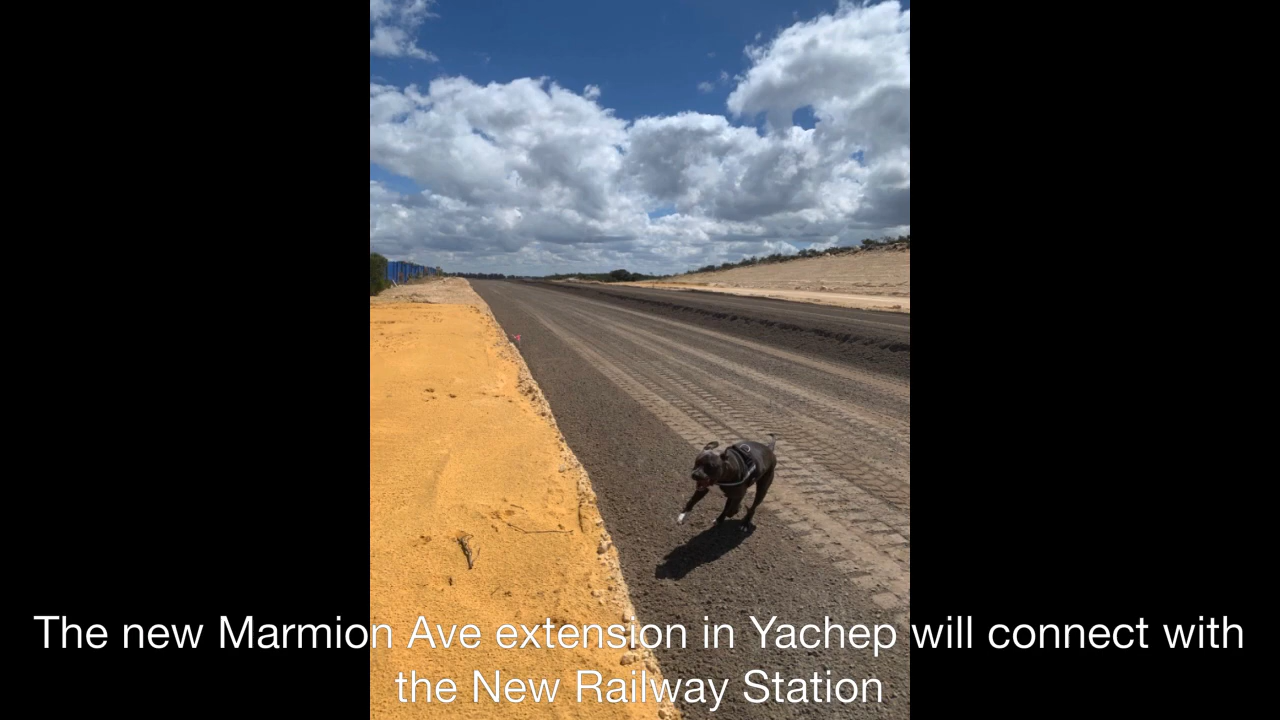 The new Marmion Ave extension in Yachep will connect with
the New Railway Station